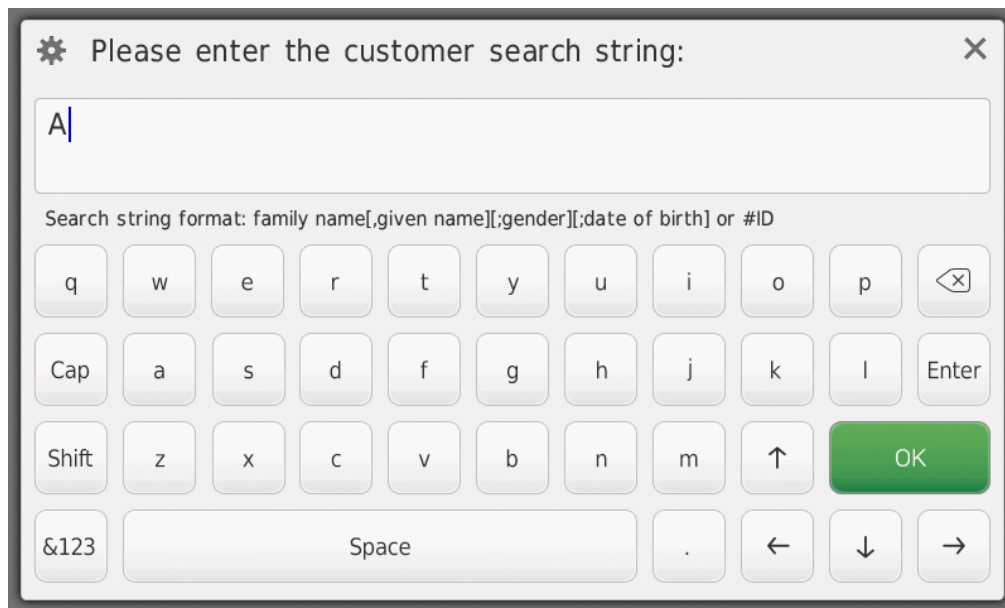 Please enter the customer search string:
A
Search string format: family name[,given name][;gender][;date of birth] or #ID
q w e r t y u i o p
Cap a s d f g h j k l Enter
Shift z x c v b n m ↑ OK
&123 Space . ← ↓ →